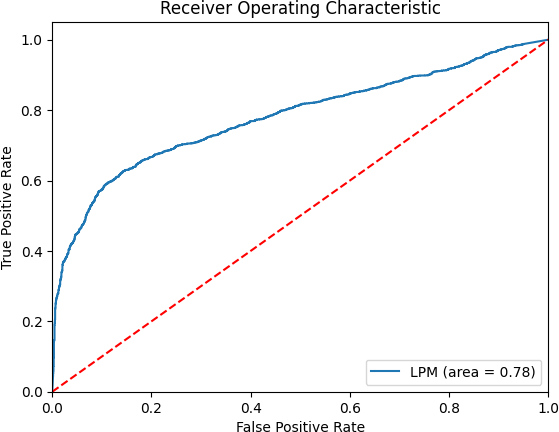 Receiver Operating Characteristic
True Positive Rate
1.0
0.8
0.6
0.4
0.2
0.0
LPM (area = 0.78)
0.0 0.2 0.4 0.6 0.8 1.0
False Positive Rate